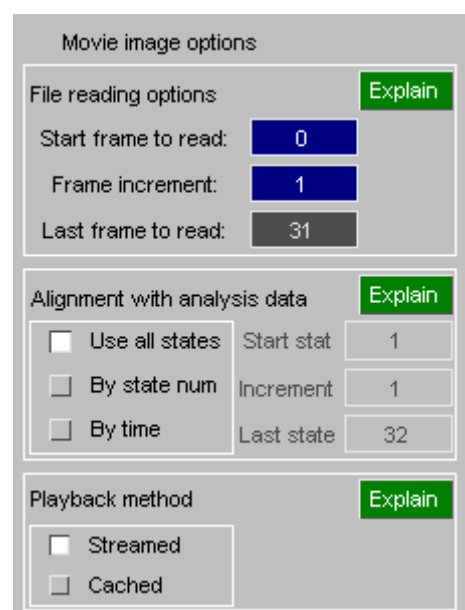 Movie image options
File reading options Explain
Start frame to read: 0
Frame increment: 1
Last frame to read: 31
Alignment with analysis data Explain
Use all states Start stat 1
By state num Increment 1
By time Last state 32
Playback method Explain
Streamed
Cached